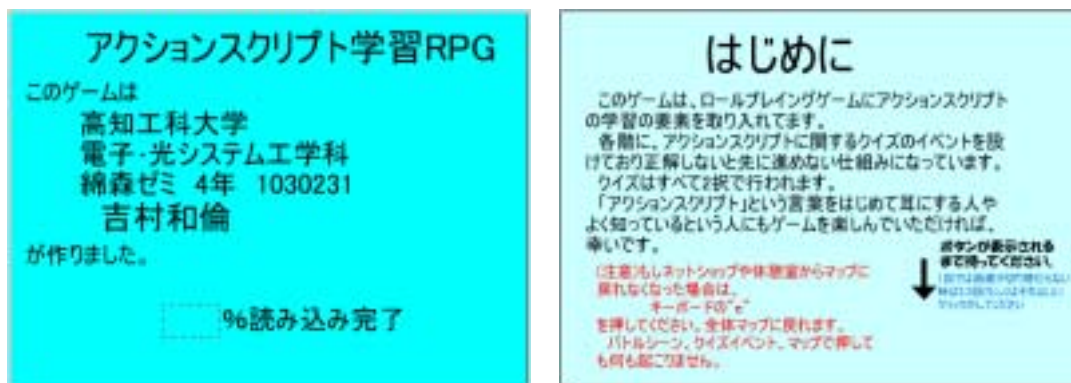 アクションスクリプト学習RPG
このゲームは
高知工科大学
電子・光システム工学科
綿森ゼミ 4年 1030231
吉村和倫
が作りました。
%読み込み完了
はじめに
このゲームは、ロールプレイングゲームにアクションスクリプト
の学習の要素を取り入れてます。
各階に、アクションスクリプトに関するクイズのイベントを設
けており正解しないと先に進めない仕組みになっています。
クイズはすべて2択で行われます。
「アクションスクリプト」という言葉をはじめて耳にする人や
よく知っているという人にもゲームを楽しんでいただければ、
幸いです。
(注意)もしネットショップや体験室からマップに
戻れなくなった場合は、
キーボードの"e"
を押してください。全体マップに戻れます。
バトルシーン、クイズイベント、マップで押して
も何も起こりません。
ボタンが表示される
まで待ってください。